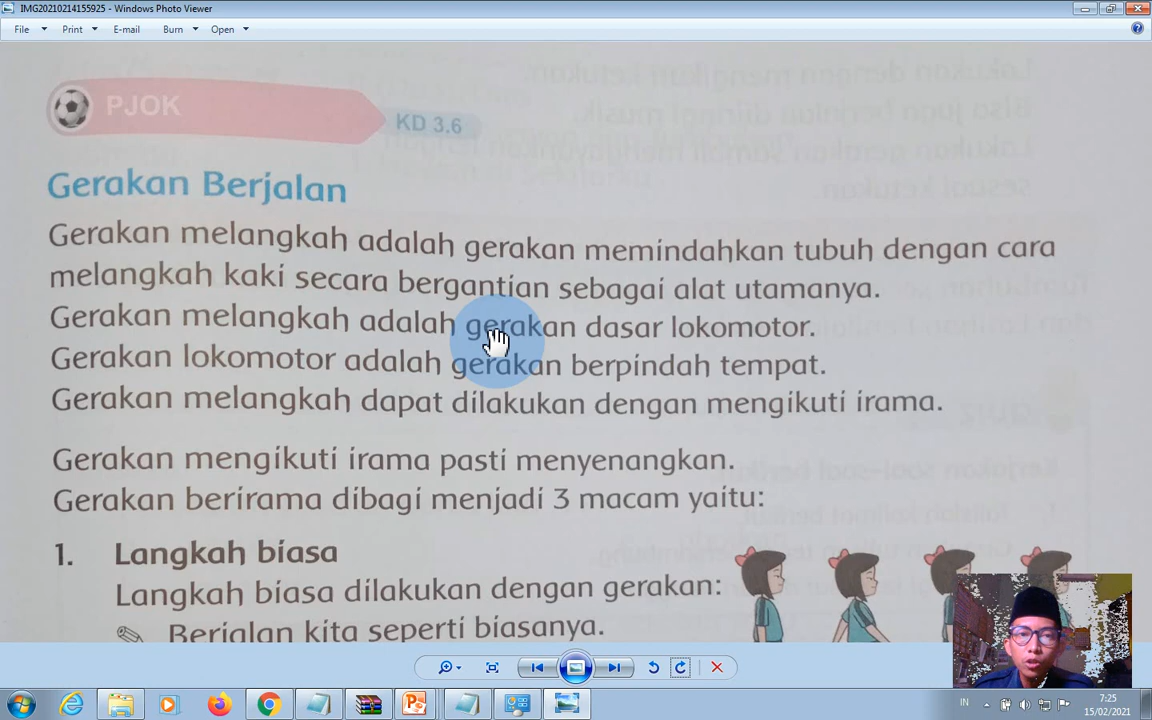 IMG20210214155925 - Windows Photo Viewer
File Print E-mail Burn Open
PJOK
KD 3.6
Gerakan Berjalan
Gerakan melangkah adalah gerakan memindahkan tubuh dengan cara
melangkah kaki secara bergantian sebagai alat utamanya.
Gerakan melangkah adalah gerakan dasar lokomotor.
Gerakan lokomotor adalah gerakan berpindah tempat.
Gerakan melangkah dapat dilakukan dengan mengikuti irama.
Gerakan mengikuti irama pasti menyenangkan.
Gerakan berirama dibagi menjadi 3 macam yaitu:
1. Langkah biasa
Langkah biasa dilakukan dengan gerakan:
Berjalan kita seperti biasanya.
IN
7:25
15/02/2021